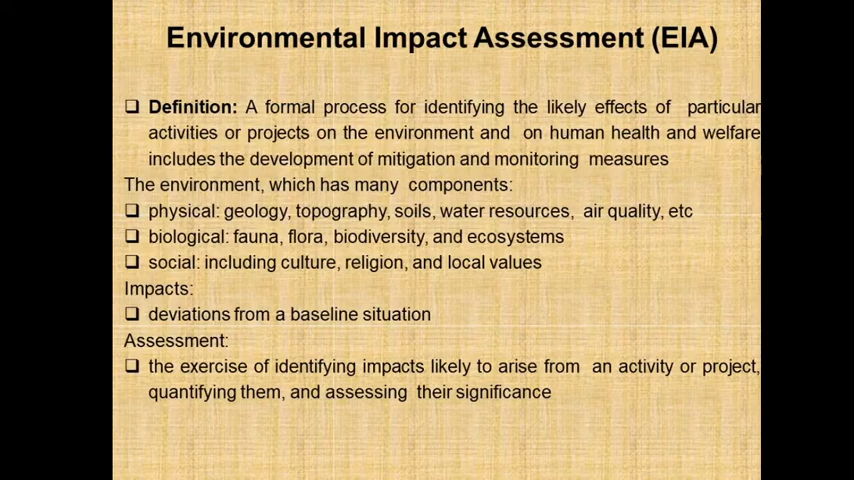 Environmental Impact Assessment (EIA)
❑ Definition: A formal process for identifying the likely effects of particular
activities or projects on the environment and on human health and welfare
includes the development of mitigation and monitoring measures
The environment, which has many components:
❑ physical: geology, topography, soils, water resources, air quality, etc
❑ biological: fauna, flora, biodiversity, and ecosystems
❑ social: including culture, religion, and local values
Impacts:
❑ deviations from a baseline situation
Assessment:
❑ the exercise of identifying impacts likely to arise from an activity or project,
quantifying them, and assessing their significance